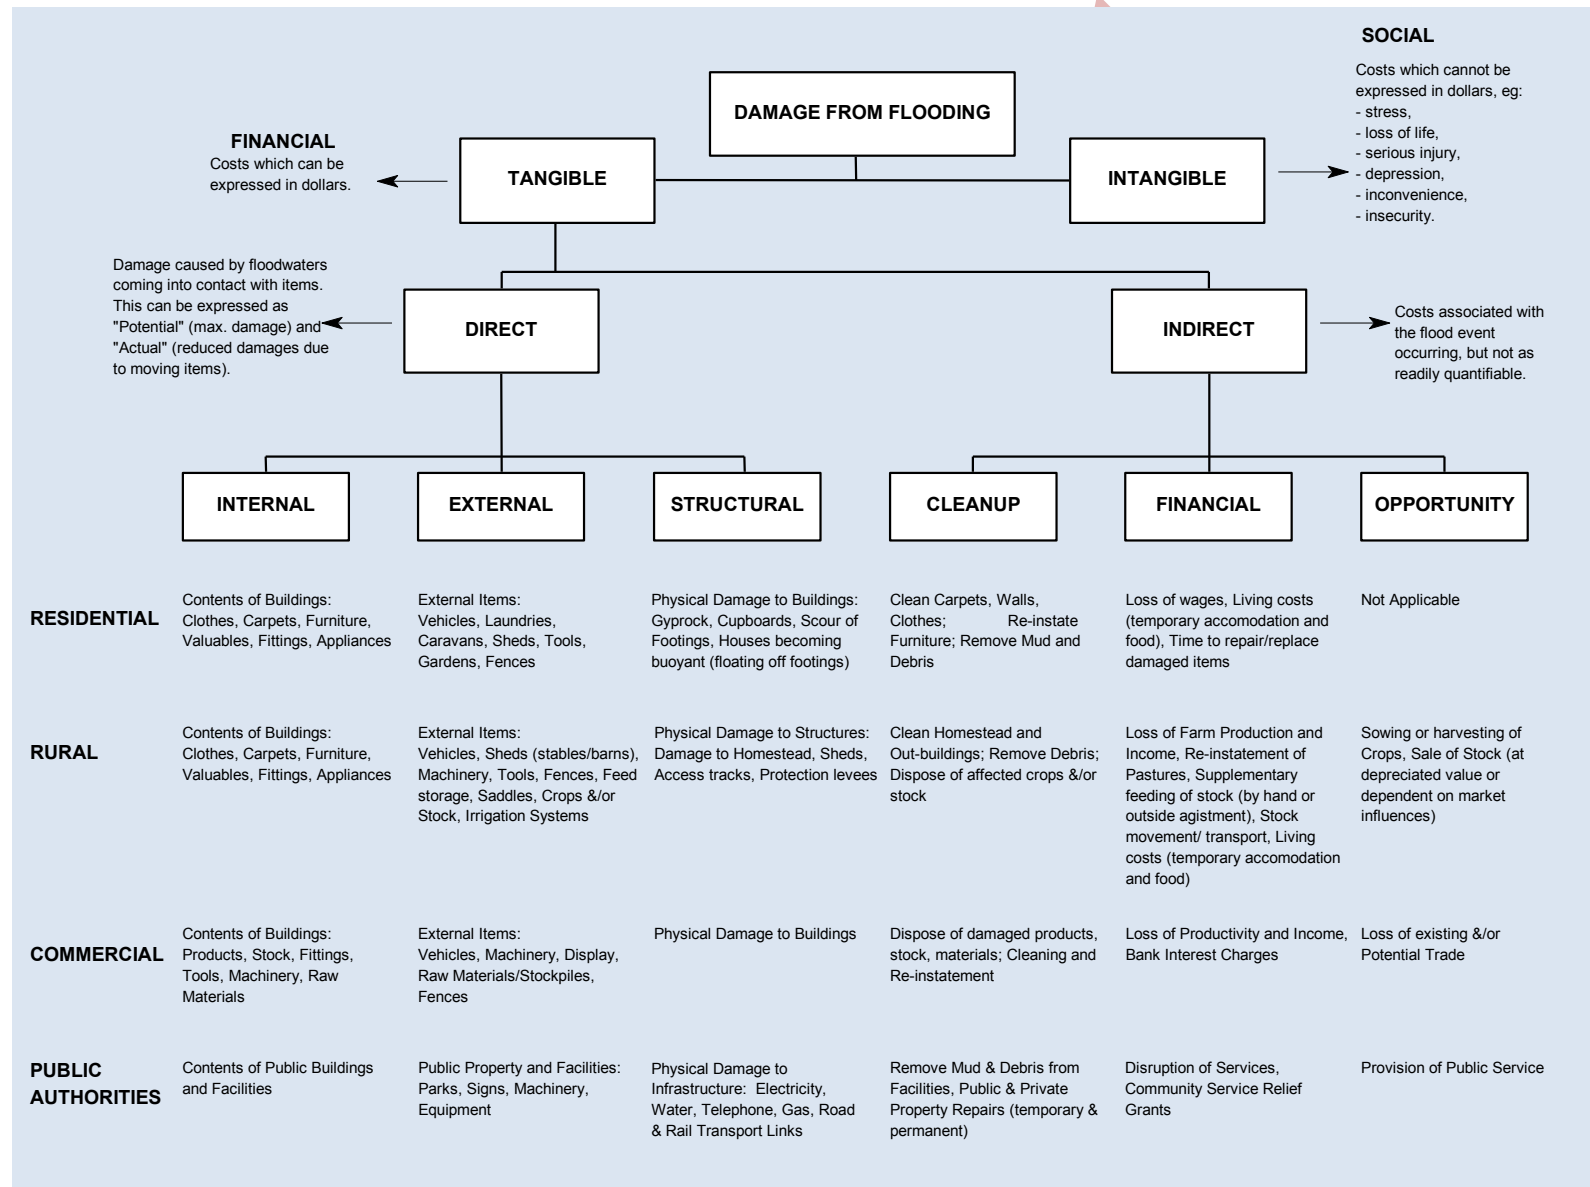 SOCIAL
Costs which cannot be
expressed in dollars, eg:
- stress,
- loss of life,
- serious injury,
- depression,
- inconvenience,
- insecurity.
DAMAGE FROM FLOODING
FINANCIAL
Costs which can be
expressed in dollars.
TANGIBLE
INTANGIBLE
Damage caused by floodwaters
coming into contact with items.
This can be expressed as
"Potential" (max. damage) and
"Actual" (reduced damages due
to moving items).
DIRECT
INDIRECT
Costs associated with
the flood event
occurring, but not as
readily quantifiable.
INTERNAL
EXTERNAL
STRUCTURAL
CLEANUP
FINANCIAL
OPPORTUNITY
RESIDENTIAL
Contents of Buildings:
Clothes, Carpets, Furniture,
Valuables, Fittings, Appliances
External Items:
Vehicles, Laundries,
Caravans, Sheds, Tools,
Gardens, Fences
Physical Damage to Buildings:
Gyprock, Cupboards, Scour of
Footings, Houses becoming
buoyant (floating off footings)
Clean Carpets, Walls,
Clothes; Re-instate
Furniture; Remove Mud and
Debris
Loss of wages, Living costs
(temporary accomodation and
food), Time to repair/replace
damaged items
Not Applicable
RURAL
Contents of Buildings:
Clothes, Carpets, Furniture,
Valuables, Fittings, Appliances
External Items:
Vehicles, Sheds (stables/barns),
Machinery, Tools, Fences, Feed
storage, Saddles, Crops &/or
Stock, Irrigation Systems
Physical Damage to Structures:
Damage to Homestead, Sheds,
Access tracks, Protection levees
Clean Homestead and
Out-buildings; Remove Debris;
Dispose of affected crops &/or
stock
Loss of Farm Production and
Income, Re-instatement of
Pastures, Supplementary
feeding of stock (by hand or
outside agistment), Stock
movement/ transport, Living
costs (temporary accomodation
and food)
Sowing or harvesting of
Crops, Sale of Stock (at
depreciated value or
dependent on market
influences)
COMMERCIAL
Contents of Buildings:
Products, Stock, Fittings,
Tools, Machinery, Raw
Materials
External Items:
Vehicles, Machinery, Display,
Raw Materials/Stockpiles,
Fences
Physical Damage to Buildings
Dispose of damaged products,
stock, materials; Cleaning and
Re-instatement
Loss of Productivity and Income,
Bank Interest Charges
Loss of existing &/or
Potential Trade
PUBLIC
AUTHORITIES
Contents of Public Buildings
and Facilities
Public Property and Facilities:
Parks, Signs, Machinery,
Equipment
Physical Damage to
Infrastructure: Electricity,
Water, Telephone, Gas, Road
& Rail Transport Links
Remove Mud & Debris from
Facilities, Public & Private
Property Repairs (temporary &
permanent)
Disruption of Services,
Community Service Relief
Grants
Provision of Public Service